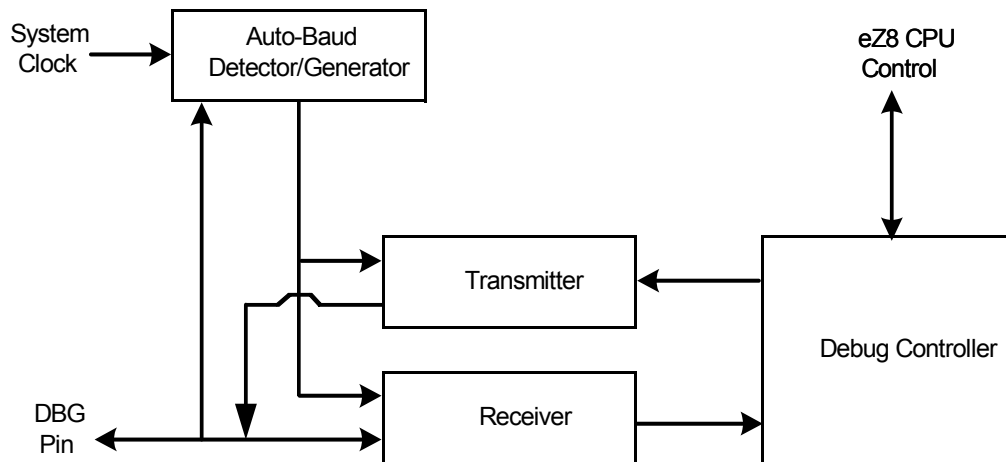 System
Clock
Auto-Baud
Detector/Generator
eZ8 CPU
Control
Transmitter
Debug Controller
Receiver
DBG
Pin